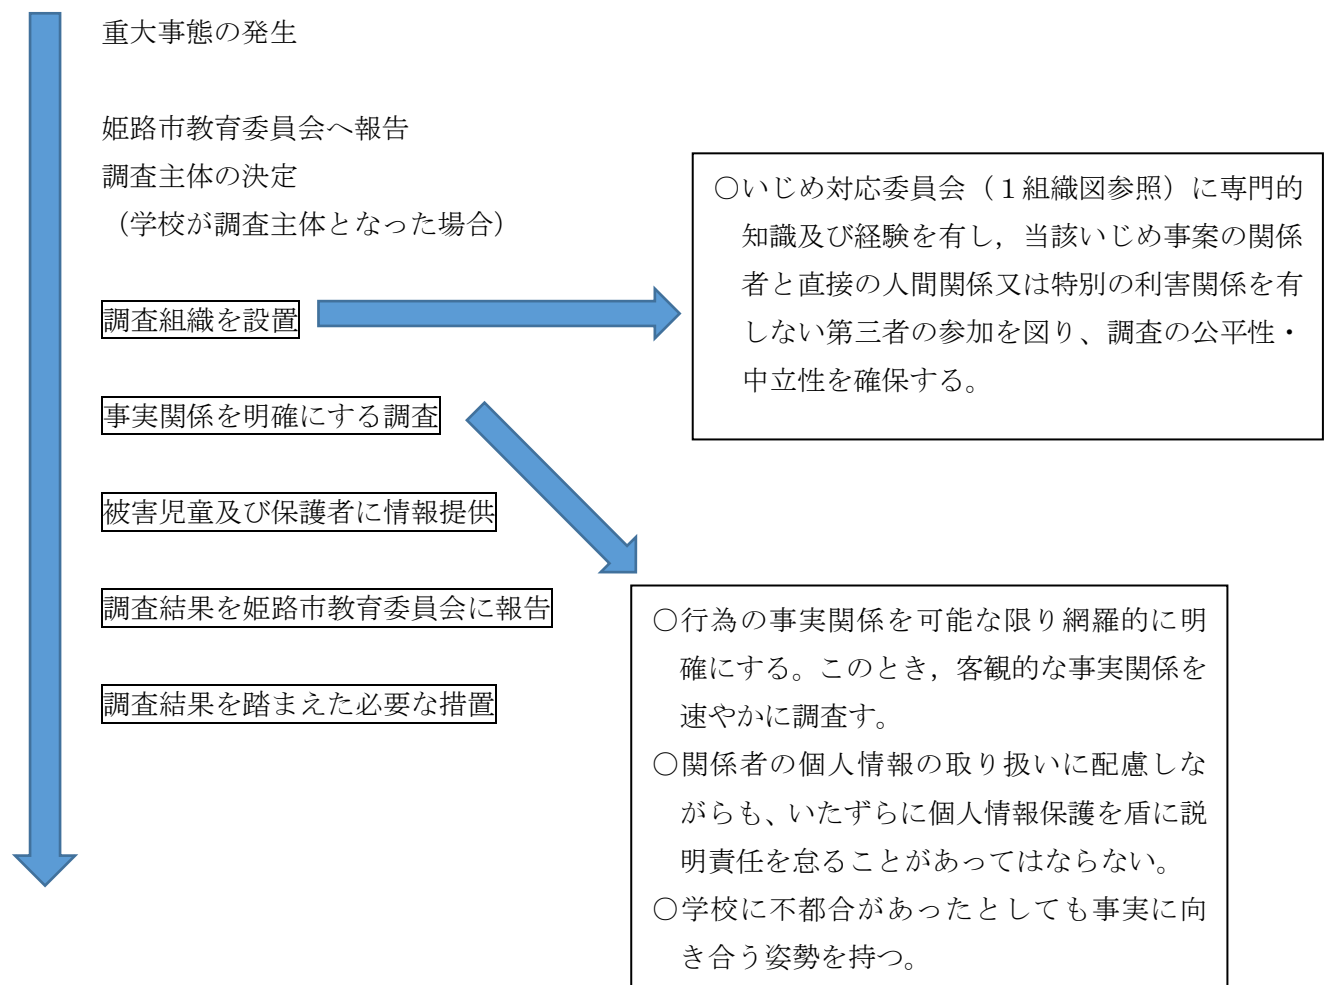 重大事態の発生
姫路市教育委員会へ報告
調査主体の決定
（学校が調査主体となった場合）
調査組織を設置
事実関係を明確にする調査
被害児童及び保護者に情報提供
調査結果を姫路市教育委員会に報告
調査結果を踏まえた必要な措置
○いじめ対応委員会（１組織図参照）に専門的
知識及び経験を有し，当該いじめ事案の関係
者と直接の人間関係又は特別の利害関係を有
しない第三者の参加を図り、調査の公平性・
中立性を確保する。
○行為の事実関係を可能な限り網羅的に明
確にする。このとき，客観的な事実関係を
速やかに調査す。
○関係者の個人情報の取り扱いに配慮しな
がらも、いたずらに個人情報保護を盾に説
明責任を怠ることがあってはならない。
○学校に不都合があったとしても事実に向
き合う姿勢を持つ。